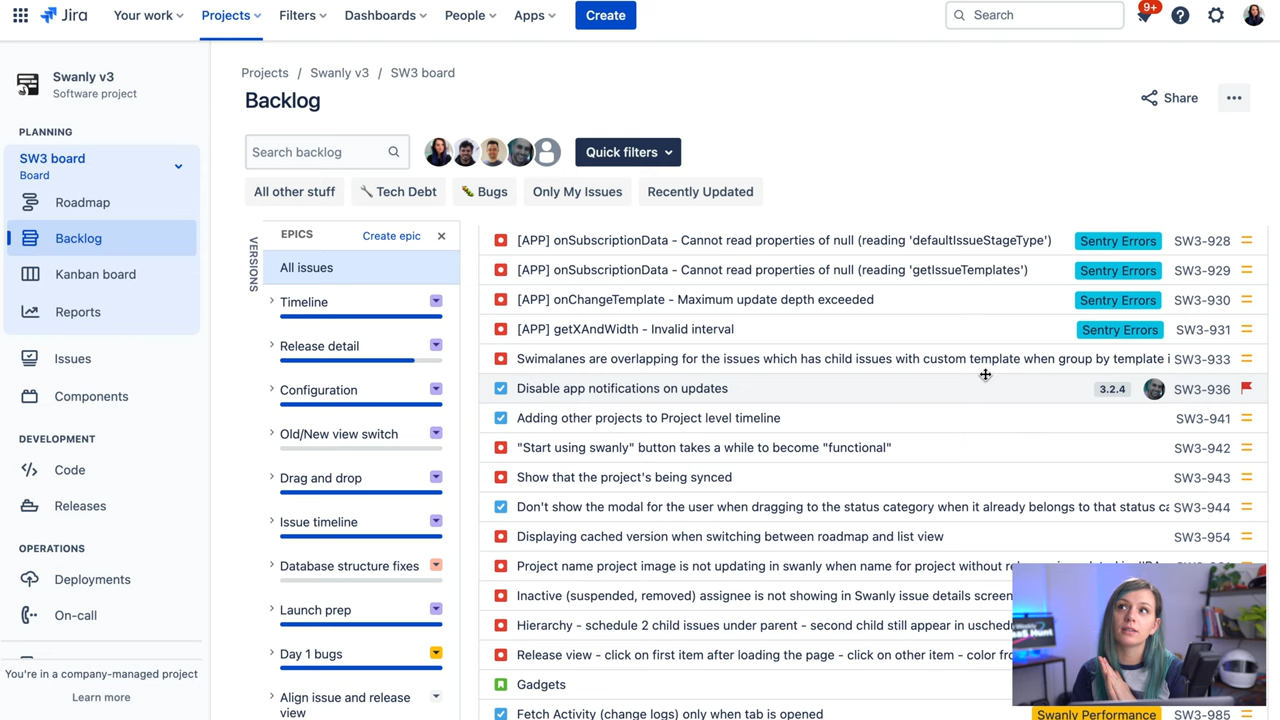 Jira
Your work
Projects
Filters
Dashboards
People
Apps
Create
Search
9+
Swanly v3
Software project
PLANNING
SW3 board
Board
Roadmap
Backlog
Kanban board
Reports
Issues
Components
DEVELOPMENT
Code
Releases
OPERATIONS
Deployments
On-call
You're in a company-managed project
Learn more
Projects / Swanly v3 / SW3 board
Backlog
Share
Search backlog
Quick filters
All other stuff
Tech Debt
Bugs
Only My Issues
Recently Updated
VERSIONS
EPICS
Create epic
All issues
Timeline
Release detail
Configuration
Old/New view switch
Drag and drop
Issue timeline
Database structure fixes
Launch prep
Day 1 bugs
Align issue and release
view
[APP] onSubscriptionData - Cannot read properties of null (reading 'defaultIssueStageType') Sentry Errors SW3-928
[APP] onSubscriptionData - Cannot read properties of null (reading 'getIssueTemplates') Sentry Errors SW3-929
[APP] onChangeTemplate - Maximum update depth exceeded Sentry Errors SW3-930
[APP] getXAndWidth - Invalid interval Sentry Errors SW3-931
Swimalanes are overlapping for the issues which has child issues with custom template when group by template i SW3-933
Disable app notifications on updates 3.2.4 SW3-936
Adding other projects to Project level timeline SW3-941
"Start using swanly" button takes a while to become "functional" SW3-942
Show that the project's being synced SW3-943
Don't show the modal for the user when dragging to the status category when it already belongs to that status ca SW3-944
Displaying cached version when switching between roadmap and list view SW3-954
Project name project image is not updating in swanly when name for project without
Inactive (suspended, removed) assignee is not showing in Swanly issue details screen
Hierarchy - schedule 2 child issues under parent - second child still appear in usched
Release view - click on first item after loading the page - click on other item - color fr
Gadgets
Fetch Activity (change logs) only when tab is opened Swanly Performance SW3-985